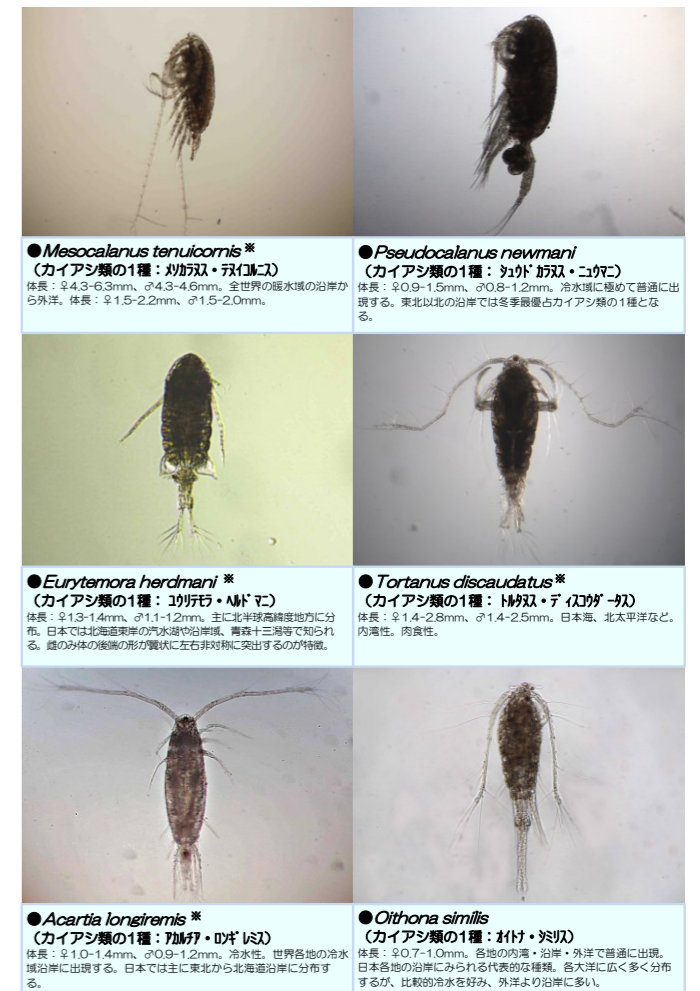 ●Mesocalanus tenuicornis ※
（カイアシ類の1種：ﾒｿｶﾗﾇｽ・ﾃﾇｲｺﾙﾆｽ）
体長：♀4.3-6.3mm、♂4.3-4.6mm。全世界の暖水域の沿岸か
ら外洋。体長：♀1.5-2.2mm、♂1.5-2.0mm。
●Pseudocalanus newmani
（カイアシ類の1種： ｼｭｳﾄﾞｶﾗﾇｽ・ﾆｭｳﾏﾆ）
体長：♀0.9-1.5mm、♂0.8-1.2mm。冷水域に極めて普通に出
現する。東北以北の沿岸では冬季最優占カイアシ類の1種とな
る。
●Eurytemora herdmani ※
（カイアシ類の1種： ﾕｳﾘﾃﾓﾗ・ﾍﾙﾄﾞﾏﾆ）
体長：♀1.3-1.4mm、♂1.1-1.2mm。主に北半球高緯度地方に分
布。日本では北海道東岸の汽水湖や沿岸域、青森十三潟等で知られ
る。雌のみ体の後端の形が翼状に左右非対称に突出するのが特徴。
●Tortanus discaudatus ※
（カイアシ類の1種： ﾄﾙﾀﾇｽ・ﾃﾞｨｽｺｳﾀﾞｰﾀｽ）
体長：♀1.4-2.8mm、♂1.4-2.5mm。日本海、北太平洋など。
内湾性。肉食性。
●Acartia longiremis ※
（カイアシ類の1種：ｱｶﾙﾁｱ・ﾛﾝｷﾞﾚﾐｽ）
体長：♀1.0-1.4mm、♂0.9-1.2mm。冷水性。世界各地の冷水
域沿岸に出現する。日本では主に東北から北海道沿岸に分布す
る。
●Oithona similis
（カイアシ類の1種：ｵｲﾄﾅ・ｼﾐﾘｽ）
体長：♀0.7-1.0mm。各地の内湾・沿岸・外洋で普通に出現。
日本各地の沿岸にみられる代表的な種類。各大洋に広く多く分布
するが、比較的冷水を好み、外洋より沿岸に多い。